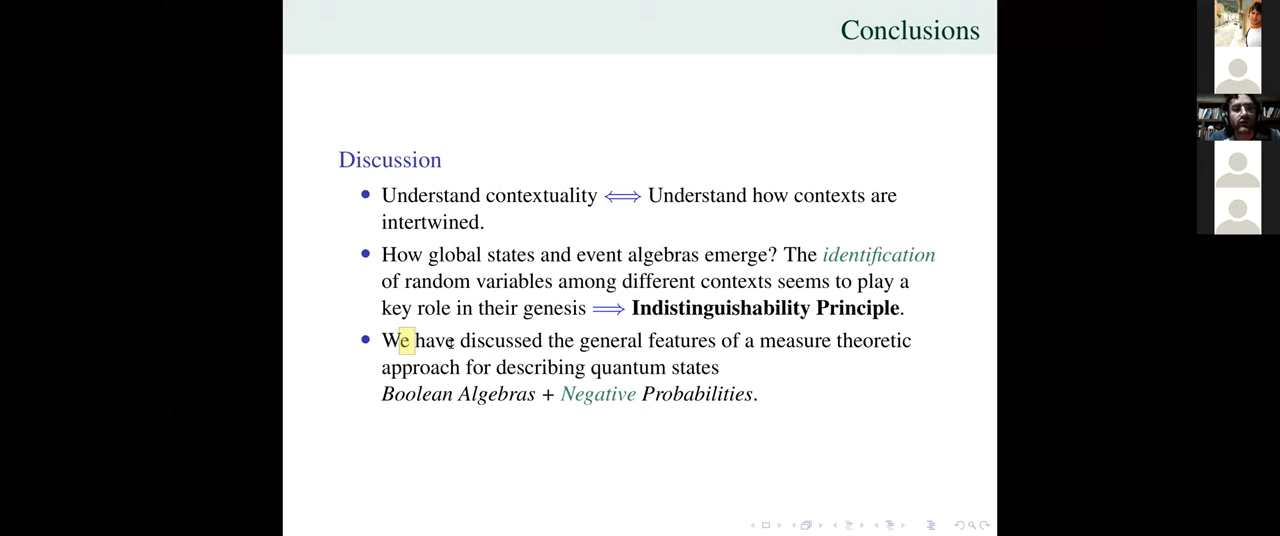 Conclusions
Discussion
• Understand contextuality ⟺ Understand how contexts are
intertwined.
• How global states and event algebras emerge? The identification
of random variables among different contexts seems to play a
key role in their genesis ⟹ Indistinguishability Principle.
• We have discussed the general features of a measure theoretic
approach for describing quantum states
Boolean Algebras + Negative Probabilities.